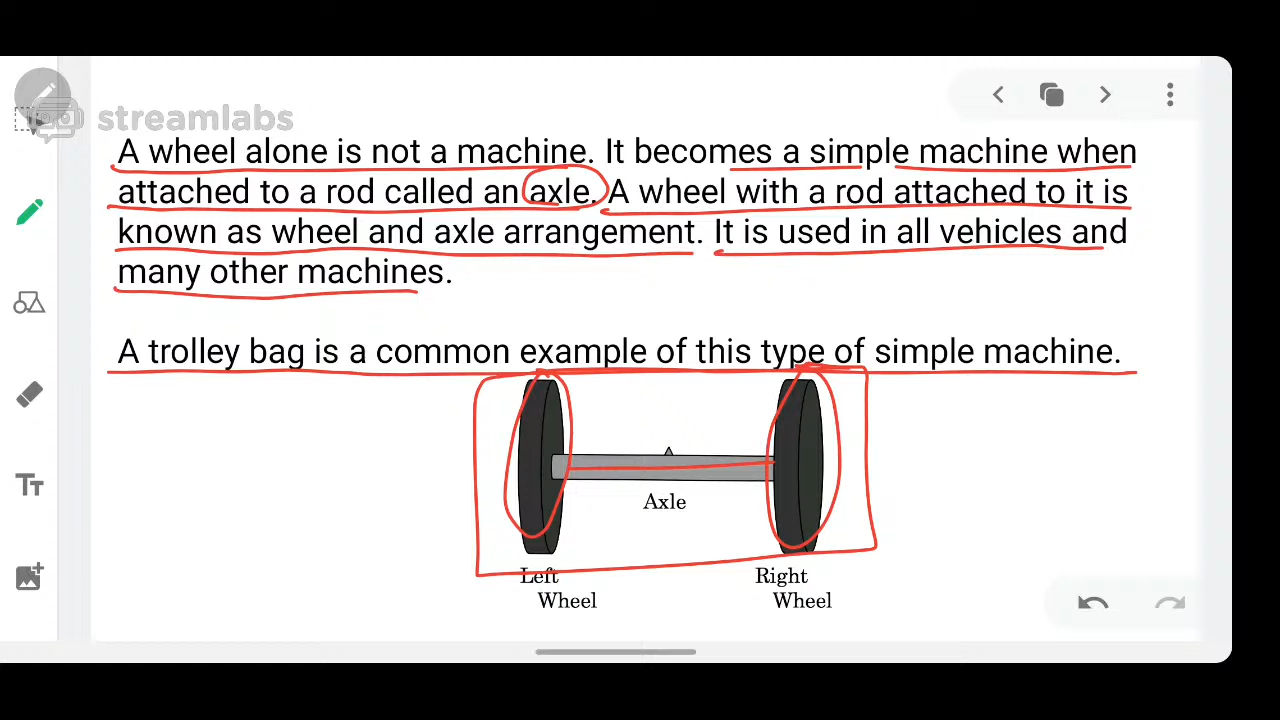 streamlabs
A wheel alone is not a machine. It becomes a simple machine when
attached to a rod called an axle. A wheel with a rod attached to it is
known as wheel and axle arrangement. It is used in all vehicles and
many other machines.
A trolley bag is a common example of this type of simple machine.
Axle
Left
Wheel
Right
Wheel
TT